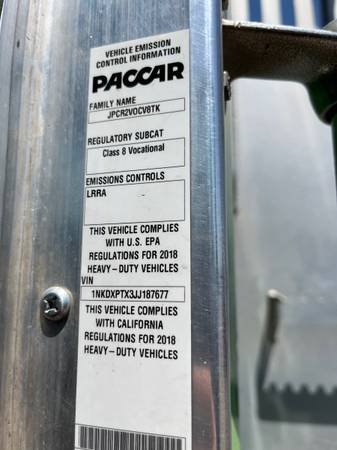 VEHICLE EMISSION
CONTROL INFORMATION
PACCAR
FAMILY NAME
JPCR2VOCV8TK
REGULATORY SUBCAT
Class 8 Vocational
EMISSIONS CONTROLS
LRRA
THIS VEHICLE COMPLIES
WITH U.S. EPA
REGULATIONS FOR 2018
HEAVY-DUTY VEHICLES
VIN
1NKDXPTX3JJ187677
THIS VEHICLE COMPLIES
WITH CALIFORNIA
REGULATIONS FOR 2018
HEAVY-DUTY VEHICLES